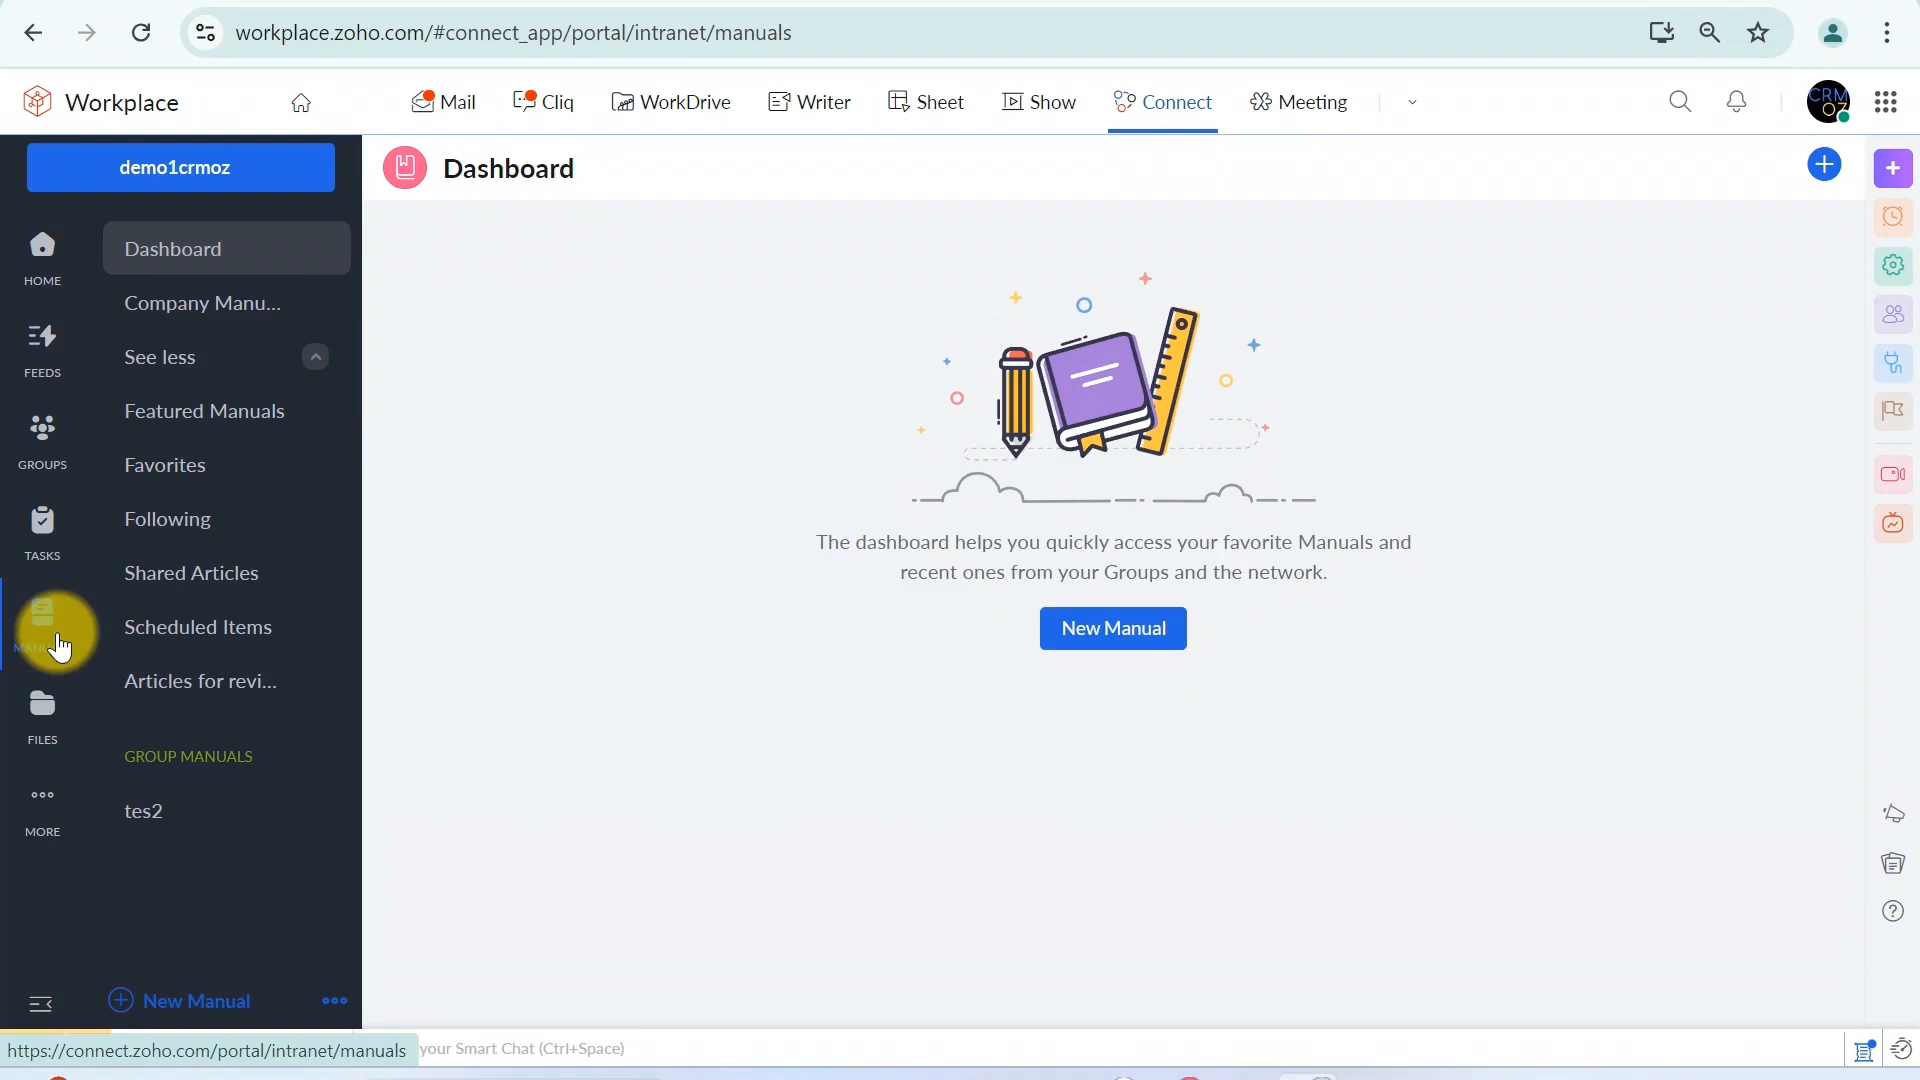 workplace.zoho.com/#connect_app/portal/intranet/manuals
Workplace
Mail
Cliq
WorkDrive
Writer
Sheet
Show
Connect
Meeting
CRM
OZ
demo1crmoz
Dashboard
HOME
FEEDS
GROUPS
TASKS
FILES
MORE
Dashboard
Company Manu...
See less
Featured Manuals
Favorites
Following
Shared Articles
Scheduled Items
Articles for revi...
GROUP MANUALS
tes2
New Manual
The dashboard helps you quickly access your favorite Manuals and
recent ones from your Groups and the network.
New Manual
https://connect.zoho.com/portal/intranet/manuals
your Smart Chat (Ctrl+Space)